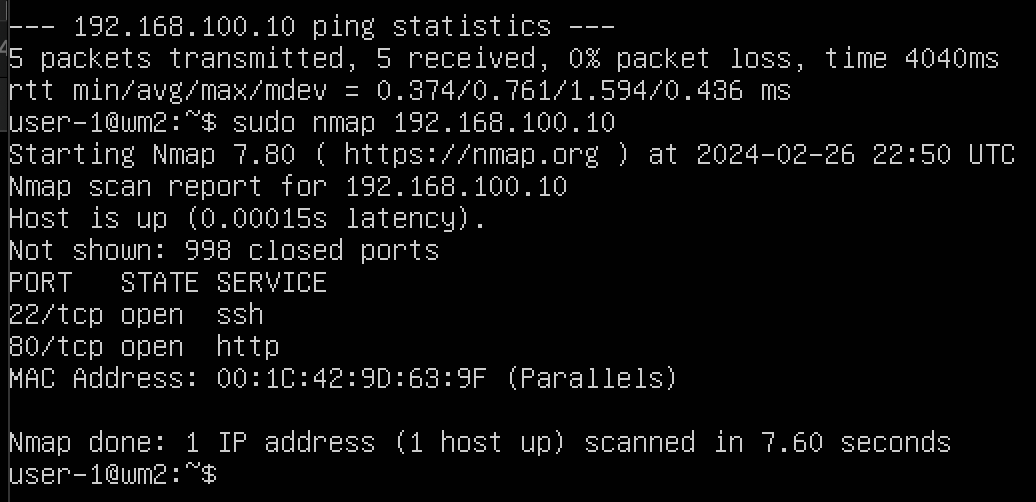 --- 192.168.100.10 ping statistics ---
5 packets transmitted, 5 received, 0% packet loss, time 4040ms
rtt min/avg/max/mdev = 0.374/0.761/1.594/0.436 ms
user-1@wm2:~$ sudo nmap 192.168.100.10
Starting Nmap 7.80 ( https://nmap.org ) at 2024-02-26 22:50 UTC
Nmap scan report for 192.168.100.10
Host is up (0.00015s latency).
Not shown: 998 closed ports
PORT   STATE SERVICE
22/tcp open  ssh
80/tcp open  http
MAC Address: 00:1C:42:9D:63:9F (Parallels)

Nmap done: 1 IP address (1 host up) scanned in 7.60 seconds
user-1@wm2:~$